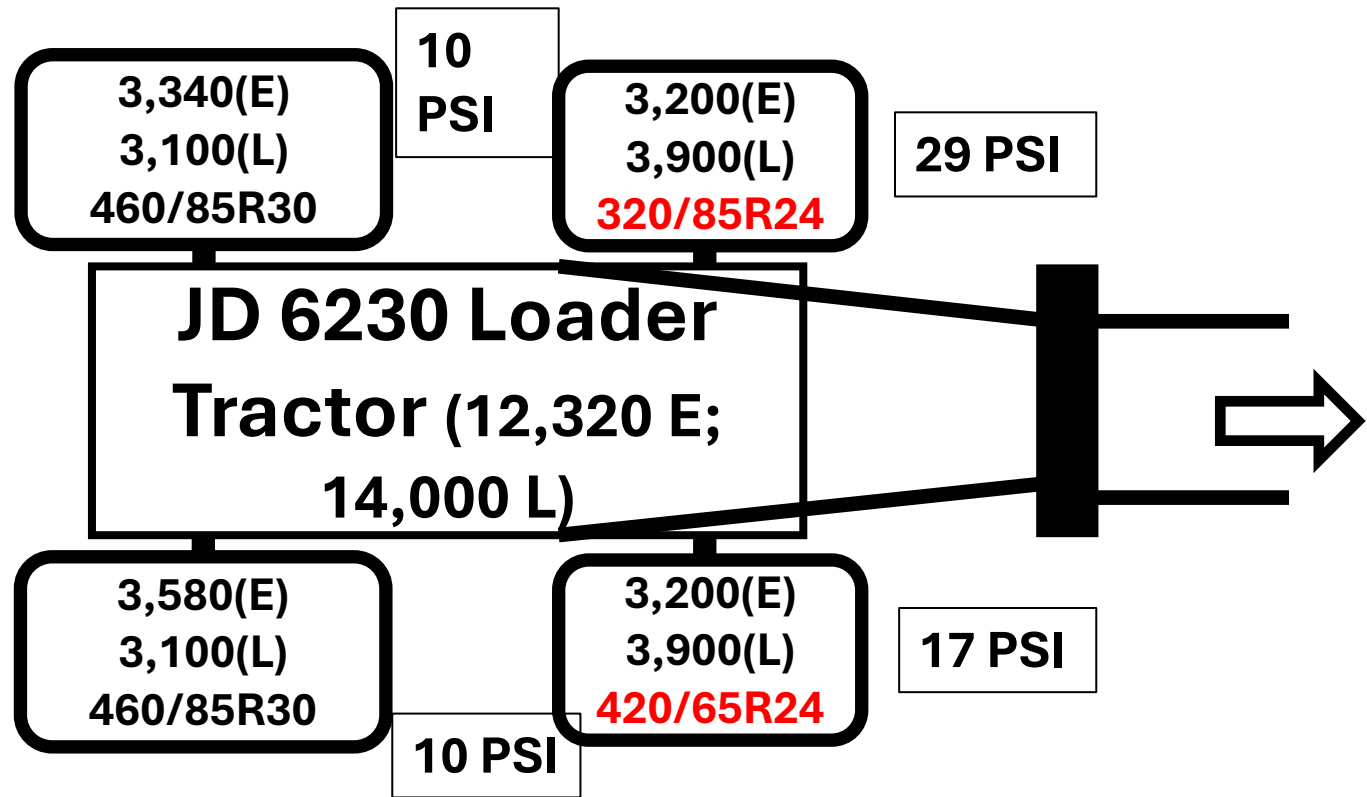 10
PSI
3,340(E)
3,100(L)
460/85R30
3,200(E)
3,900(L)
320/85R24
29 PSI
JD 6230 Loader
Tractor (12,320 E;
14,000 L)
3,580(E)
3,100(L)
460/85R30
3,200(E)
3,900(L)
420/65R24
17 PSI
10 PSI